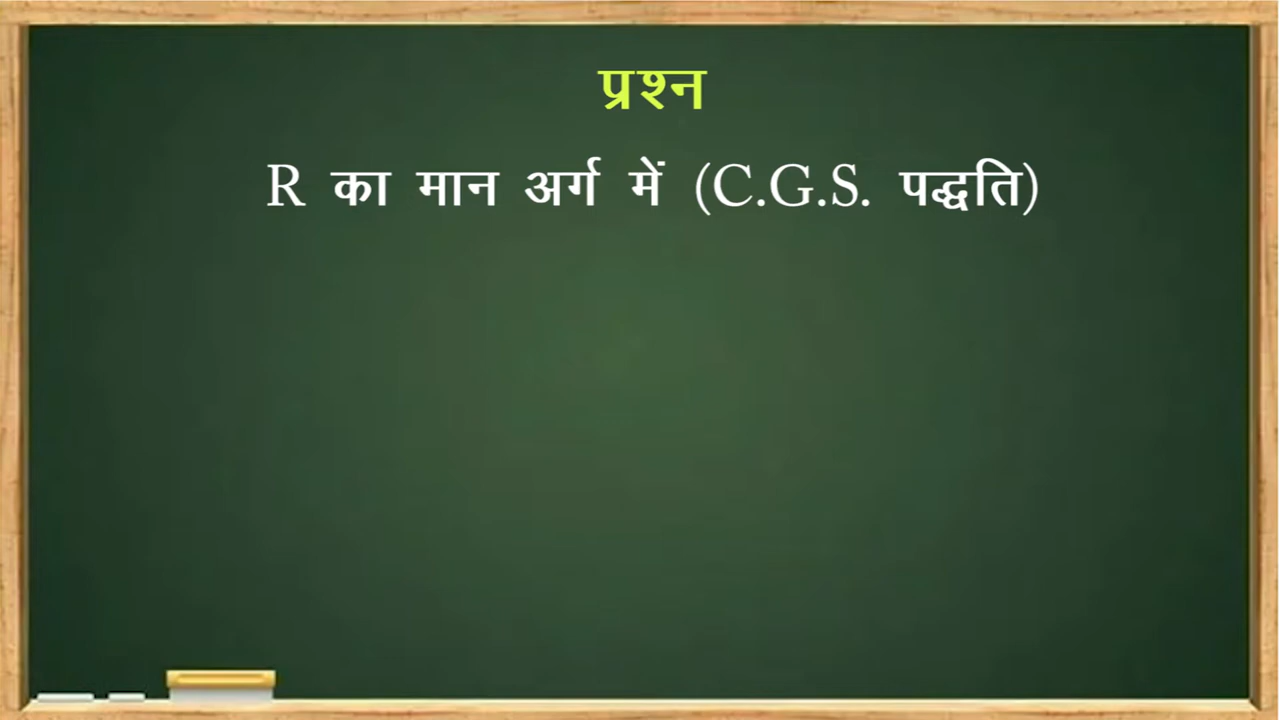 प्रश्न
R का मान अर्ग में (C.G.S. पद्धति)